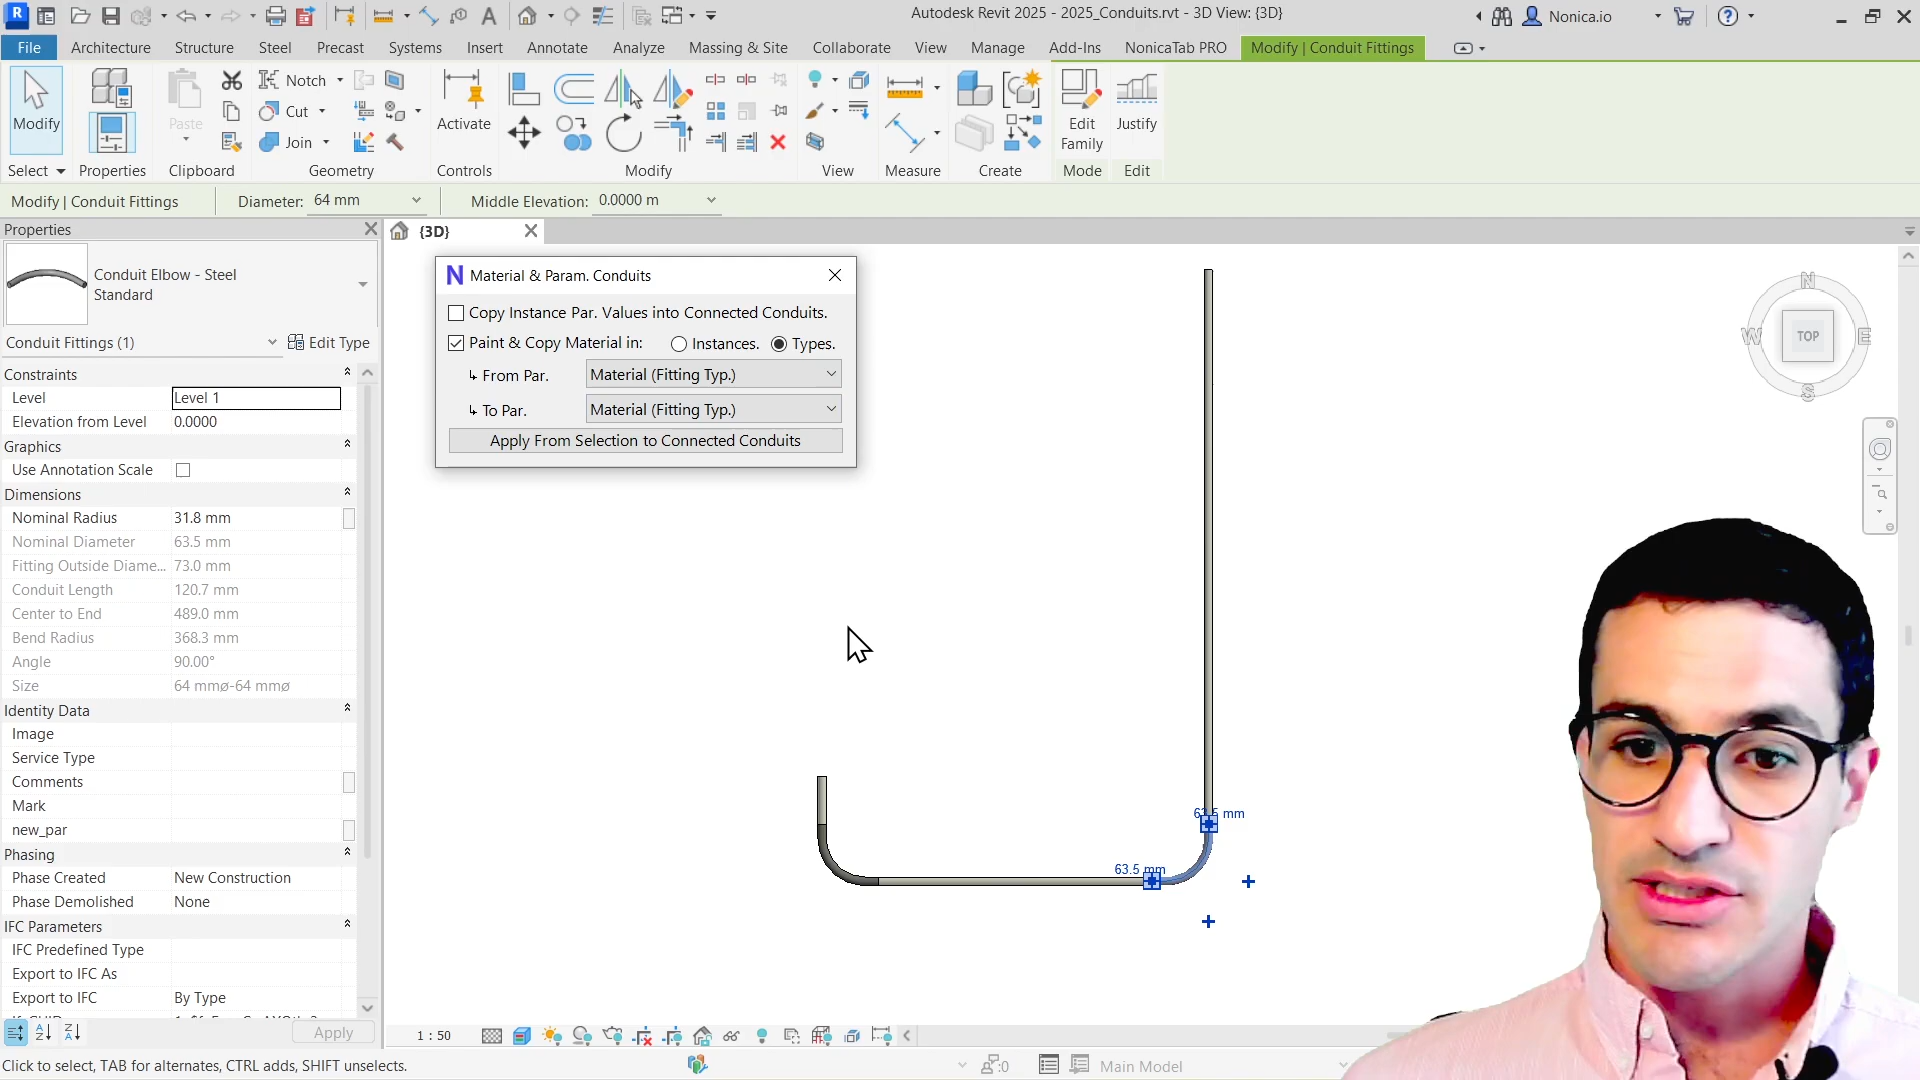 Autodesk Revit 2025 - 2025_Conduits.rvt - 3D View: {3D}
Nonica.io
File
Architecture
Structure
Steel
Precast
Systems
Insert
Annotate
Analyze
Massing & Site
Collaborate
View
Manage
Add-Ins
NonicaTab PRO
Modify | Conduit Fittings
Modify
Paste
Notch
Cut
Join
Activate
Edit
Family
Justify
Select
Properties
Clipboard
Geometry
Controls
Modify
View
Measure
Create
Mode
Edit
Modify | Conduit Fittings
Diameter: 64 mm
Middle Elevation: 0.0000 m
Properties
{3D}
Conduit Elbow - Steel
Standard
Conduit Fittings (1)
Edit Type
Constraints
Level Level 1
Elevation from Level 0.0000
Graphics
Use Annotation Scale
Dimensions
Nominal Radius 31.8 mm
Nominal Diameter 63.5 mm
Fitting Outside Diame... 73.0 mm
Conduit Length 120.7 mm
Center to End 489.0 mm
Bend Radius 368.3 mm
Angle 90.00°
Size 64 mmø-64 mmø
Identity Data
Image
Service Type
Comments
Mark
new_par
Phasing
Phase Created New Construction
Phase Demolished None
IFC Parameters
IFC Predefined Type
Export to IFC As
Export to IFC By Type
Apply
N Material & Param. Conduits
Copy Instance Par. Values into Connected Conduits.
Paint & Copy Material in: Instances. Types.
↳ From Par. Material (Fitting Typ.)
↳ To Par. Material (Fitting Typ.)
Apply From Selection to Connected Conduits
N
W TOP E
S
63.5 mm
63.5 mm
1 : 50
Click to select, TAB for alternates, CTRL adds, SHIFT unselects.
:0
Main Model